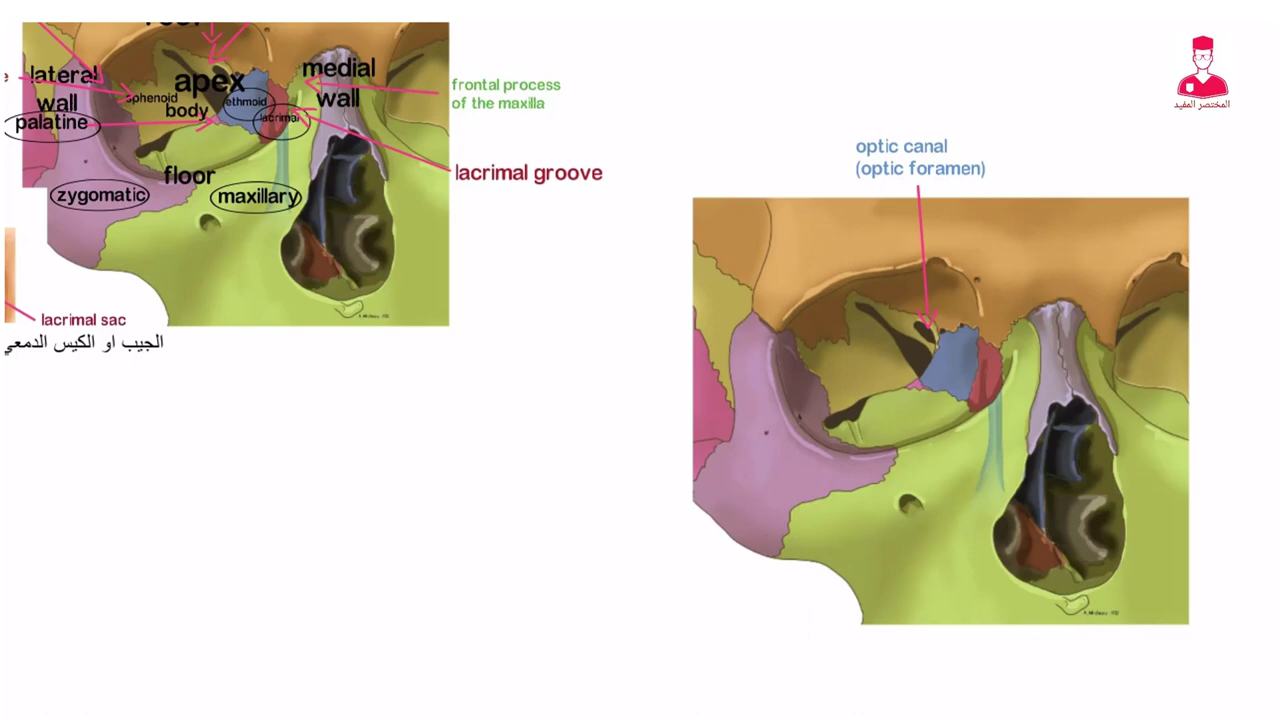 lateral
wall
palatine
sphenoid
apex
body
ethmoid
lacrimal
medial
wall
floor
zygomatic
maxillary
frontal process
of the maxilla
lacrimal groove
lacrimal sac
الجيب او الكيس الدمعي
optic canal
(optic foramen)
المختصر المفيد